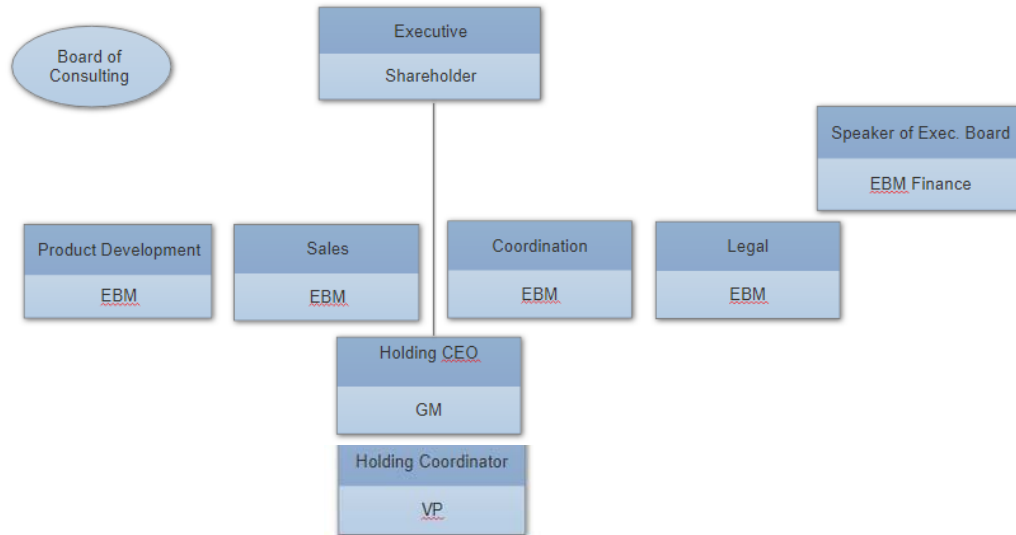 Executive
Shareholder
Board of
Consulting
Speaker of Exec. Board
EBM Finance
Product Development
EBM
Sales
EBM
Coordination
EBM
Legal
EBM
Holding CEO
GM
Holding Coordinator
VP